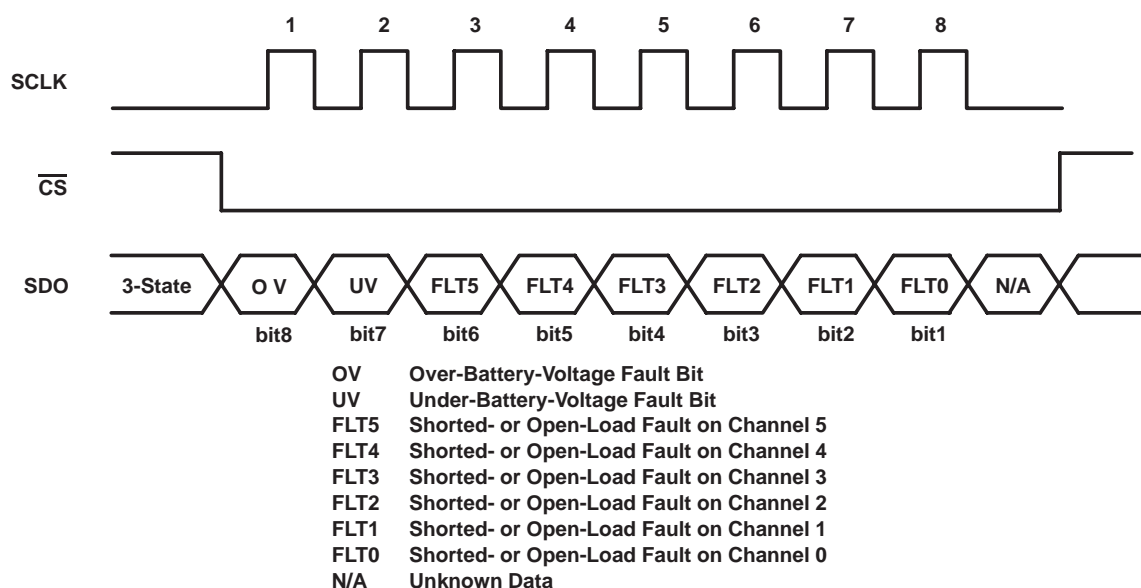 1 2 3 4 5 6 7 8
SCLK
CS
SDO 3-State O V UV FLT5 FLT4 FLT3 FLT2 FLT1 FLT0 N/A
bit8 bit7 bit6 bit5 bit4 bit3 bit2 bit1
OV Over-Battery-Voltage Fault Bit
UV Under-Battery-Voltage Fault Bit
FLT5 Shorted- or Open-Load Fault on Channel 5
FLT4 Shorted- or Open-Load Fault on Channel 4
FLT3 Shorted- or Open-Load Fault on Channel 3
FLT2 Shorted- or Open-Load Fault on Channel 2
FLT1 Shorted- or Open-Load Fault on Channel 1
FLT0 Shorted- or Open-Load Fault on Channel 0
N/A Unknown Data